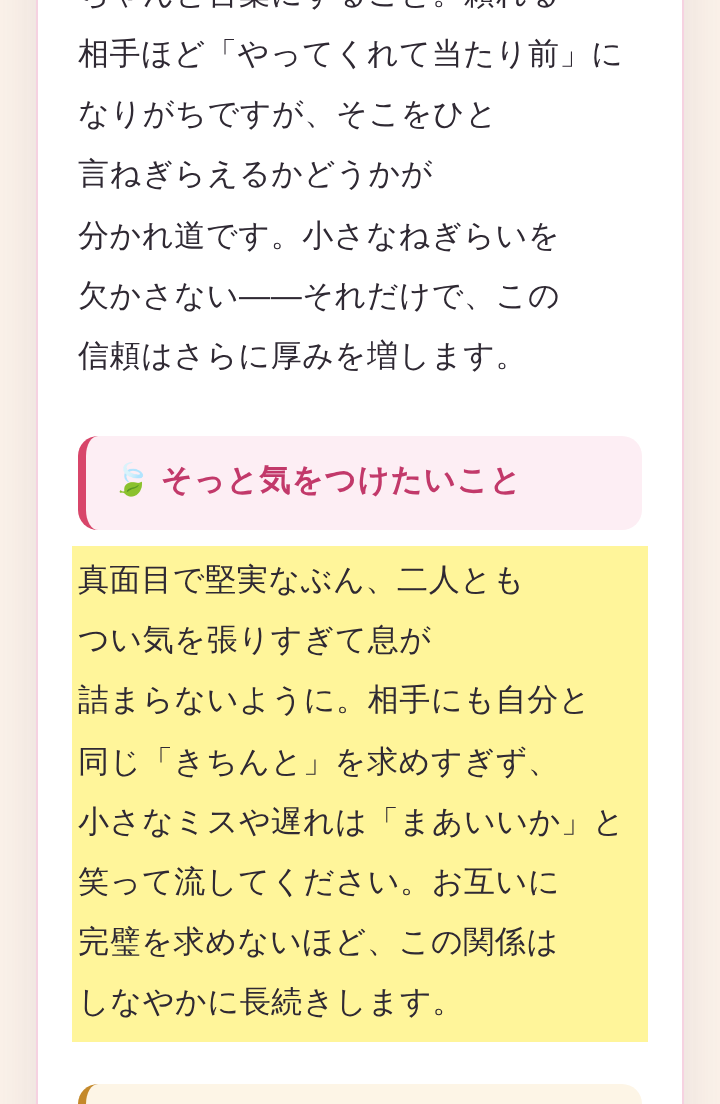 相手ほど「やってくれて当たり前」に
なりがちですが、そこをひと
言ねぎらえるかどうかが
分かれ道です。小さなねぎらいを
欠かさない——それだけで、この
信頼はさらに厚みを増します。
🍃 そっと気をつけたいこと
真面目で堅実なぶん、二人とも
つい気を張りすぎて息が
詰まらないように。相手にも自分と
同じ「きちんと」を求めすぎず、
小さなミスや遅れは「まあいいか」と
笑って流してください。お互いに
完璧を求めないほど、この関係は
しなやかに長続きします。